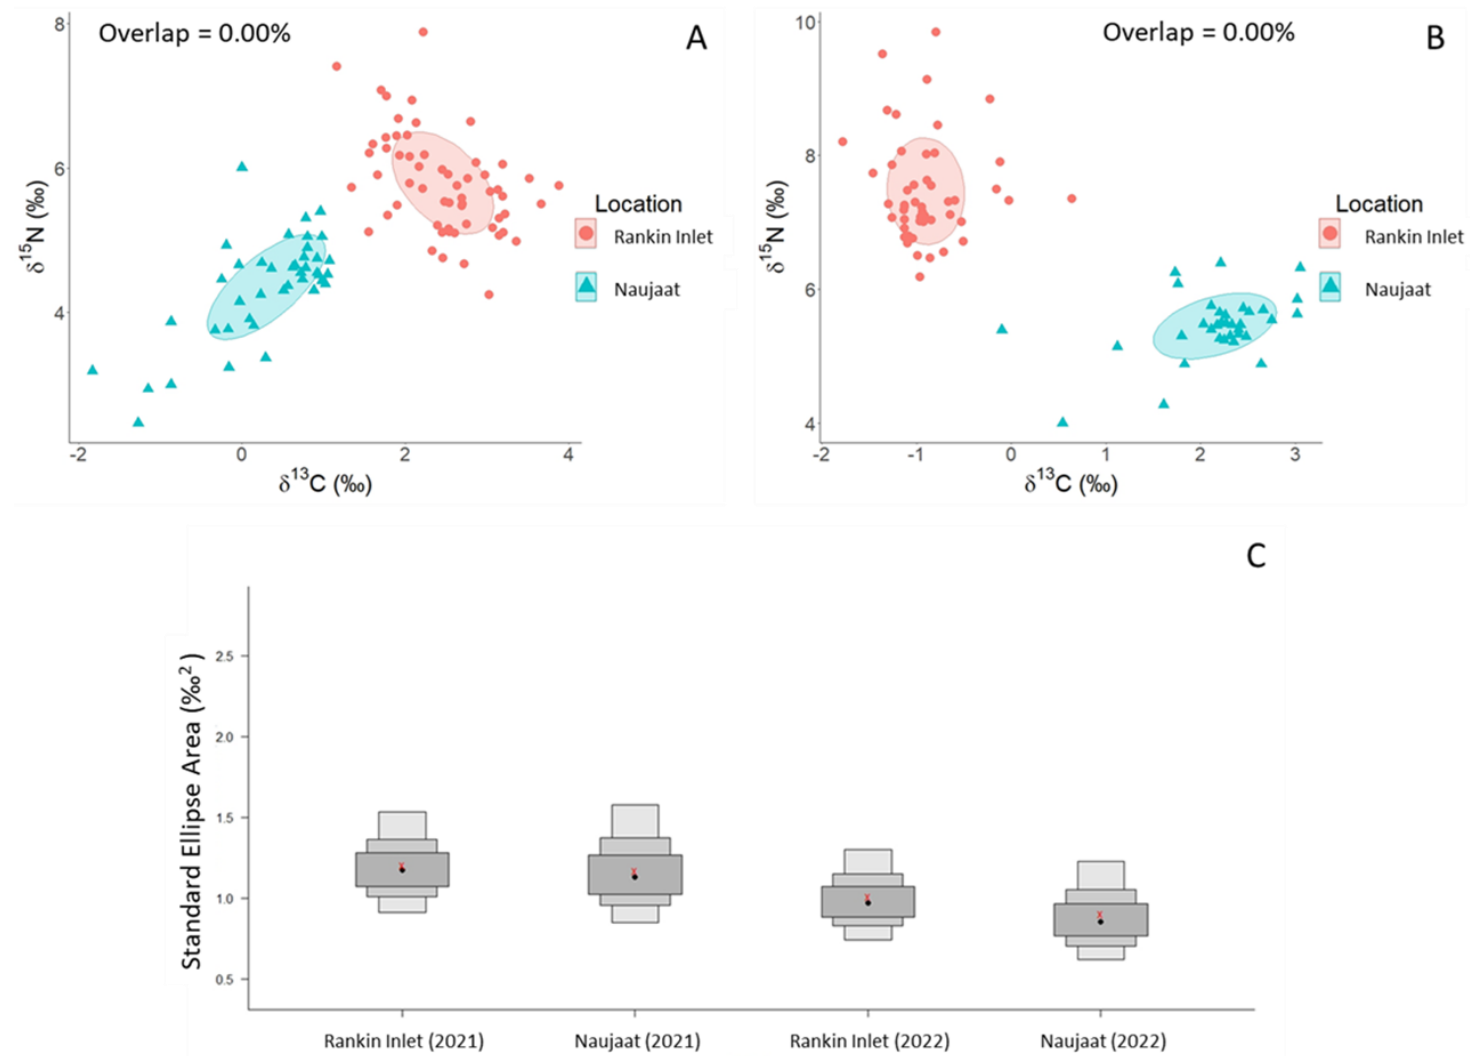 Overlap = 0.00%
A
8
6
4
δ¹⁵N (‰)
-2 0 2 4
δ¹³C (‰)
Location
Rankin Inlet
Naujaat
Overlap = 0.00%
B
10
8
6
4
δ¹⁵N (‰)
-2 -1 0 1 2 3
δ¹³C (‰)
Location
Rankin Inlet
Naujaat
C
Standard Ellipse Area (‰²)
2.5
2.0
1.5
1.0
0.5
x x x x
Rankin Inlet (2021) Naujaat (2021) Rankin Inlet (2022) Naujaat (2022)